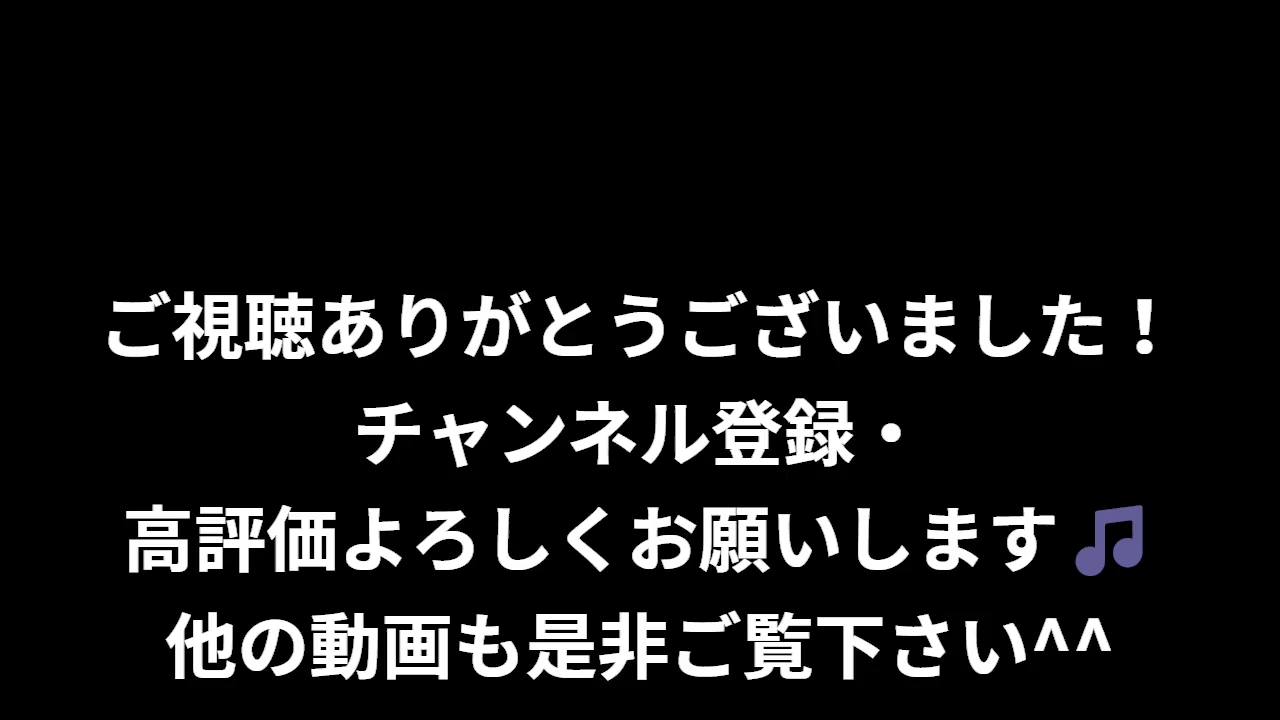 ご視聴ありがとうございました！
チャンネル登録・
高評価よろしくお願いします🎵
他の動画も是非ご覧下さい^^